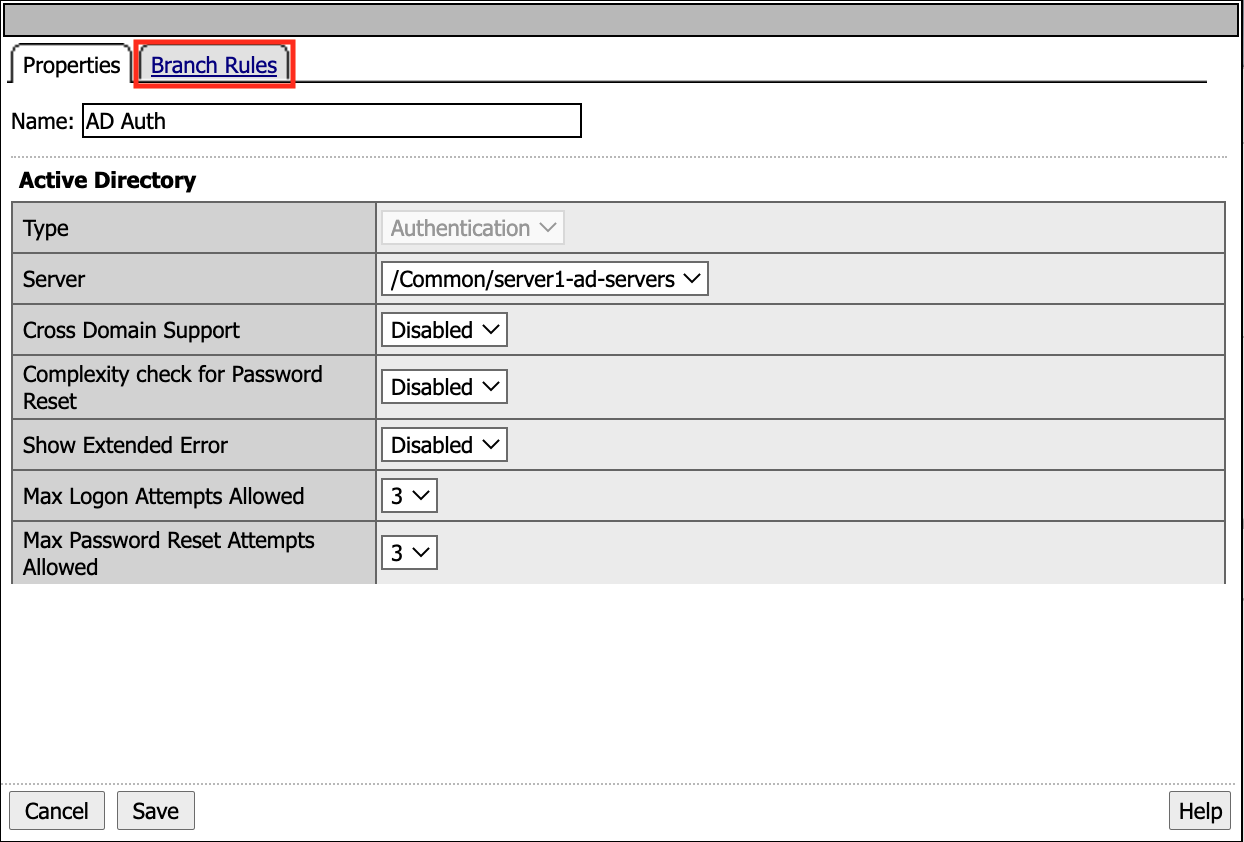 Properties Branch Rules
Name: AD Auth
Active Directory
Type Authentication
Server /Common/server1-ad-servers
Cross Domain Support Disabled
Complexity check for Password
Reset Disabled
Show Extended Error Disabled
Max Logon Attempts Allowed 3
Max Password Reset Attempts
Allowed 3
Cancel Save Help